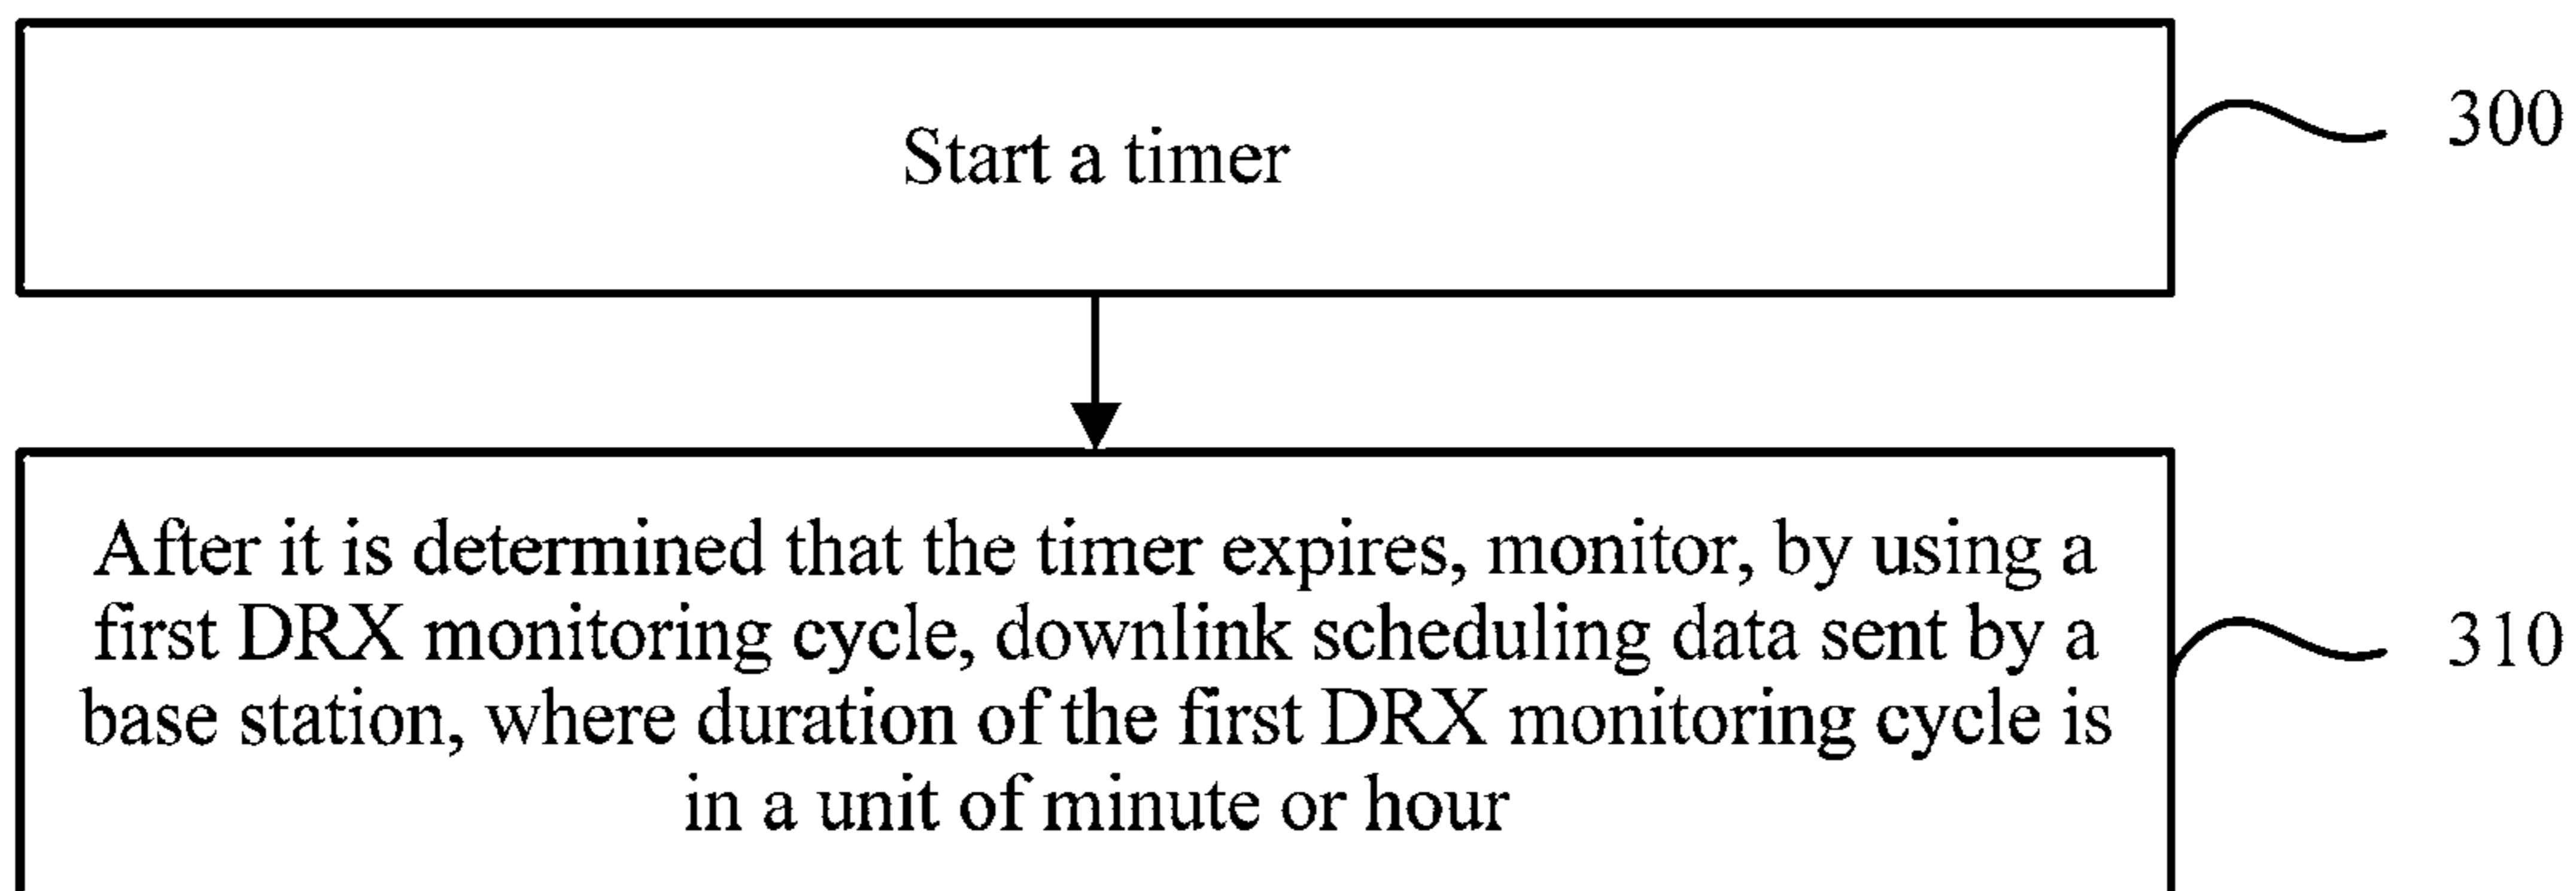 Start a timer
300
After it is determined that the timer expires, monitor, by using a
first DRX monitoring cycle, downlink scheduling data sent by a
base station, where duration of the first DRX monitoring cycle is
in a unit of minute or hour
310